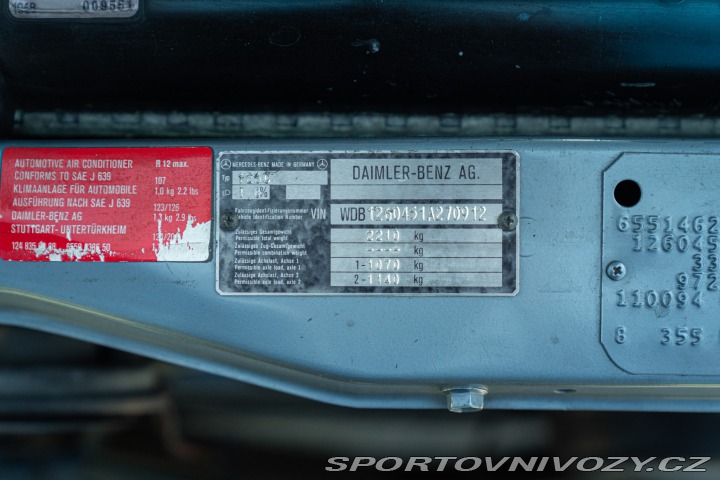 009561
AUTOMOTIVE AIR CONDITIONER R 12 max.
CONFORMS TO SAE J 639 107
KLIMAANLAGE FÜR AUTOMOBILE 1,0 kg 2.2 lbs
AUSFÜHRUNG NACH SAE J 639 123/126
DAIMLER-BENZ AG 1,3 kg 2.9 lbs
STUTTGART-UNTERTÜRKHEIM
MERCEDES-BENZ MADE IN GERMANY
Typ
DAIMLER-BENZ AG.
Fahrzeugidentifizierungsnummer
Vehicle Identification Number VIN WDB
Zulässiges Gesamtgewicht
Permissible total weight 2210 kg
Zulässiges Zug-Gesamtgewicht
Permissible combination weight ---- kg
Zulässige Achslast, Achse 1
Permissible axle load, axle 1 1-1070 kg
Zulässige Achslast, Achse 2
Permissible axle load, axle 2 2-1140 kg
6551462
126045
972
110094
8 355
SPORTOVNIVOZY.CZ